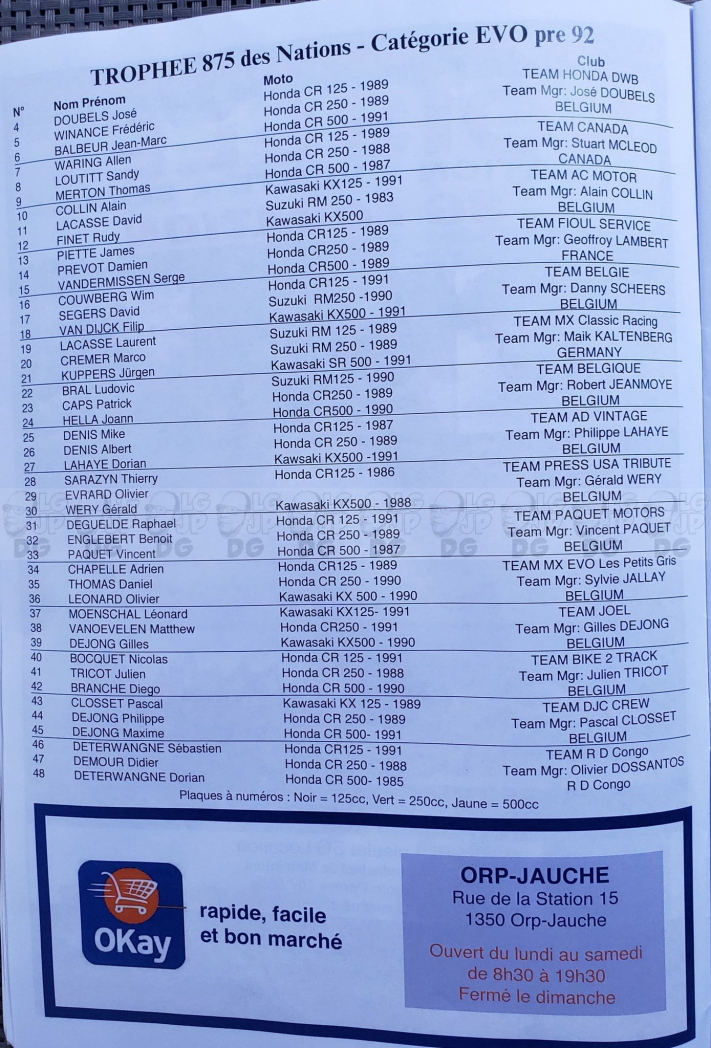 TROPHEE 875 des Nations - Catégorie EVO pre 92
N° Nom Prénom Moto Club
4 DOUBELS José Honda CR 125 - 1989 TEAM HONDA DWB
5 WINANCE Frédéric Honda CR 250 - 1989 Team Mgr: José DOUBELS
6 BALBEUR Jean-Marc Honda CR 500 - 1991 BELGIUM
7 WARING Allen Honda CR 125 - 1989 TEAM CANADA
8 LOUTITT Sandy Honda CR 250 - 1988 Team Mgr: Stuart MCLEOD
9 MERTON Thomas Honda CR 500 - 1987 CANADA
10 COLLIN Alain Kawasaki KX125 - 1991 TEAM AC MOTOR
11 LACASSE David Suzuki RM 250 - 1983 Team Mgr: Alain COLLIN
12 FINET Rudy Kawasaki KX500 BELGIUM
13 PIETTE James Honda CR125 - 1989 TEAM FIOUL SERVICE
14 PREVOT Damien Honda CR250 - 1989 Team Mgr: Geoffroy LAMBERT
15 VANDERMISSEN Serge Honda CR500 - 1989 FRANCE
16 COUWBERG Wim Honda CR125 - 1991 TEAM BELGIE
17 SEGERS David Suzuki RM250 -1990 Team Mgr: Danny SCHEERS
18 VAN DIJCK Filip Kawasaki KX500 - 1991 BELGIUM
19 LACASSE Laurent Suzuki RM 125 - 1989 TEAM MX Classic Racing
20 CREMER Marco Suzuki RM 250 - 1989 Team Mgr: Maik KALTENBERG
21 KUPPERS Jürgen Kawasaki SR 500 - 1991 GERMANY
22 BRAL Ludovic Suzuki RM125 - 1990 TEAM BELGIQUE
23 CAPS Patrick Honda CR250 - 1989 Team Mgr: Robert JEANMOYE
24 HELLA Joann Honda CR500 - 1990 BELGIUM
25 DENIS Mike Honda CR125 - 1987 TEAM AD VINTAGE
26 DENIS Albert Honda CR 250 - 1989 Team Mgr: Philippe LAHAYE
27 LAHAYE Dorian Kawsaki KX500 -1991 BELGIUM
28 SARAZYN Thierry Honda CR125 - 1986 TEAM PRESS USA TRIBUTE
29 EVRARD Olivier Team Mgr: Gérald WERY
30 WERY Gérald Kawasaki KX500 - 1988 BELGIUM
31 DEGUELDE Raphael Honda CR 125 - 1991 TEAM PAQUET MOTORS
32 ENGLEBERT Benoit Honda CR 250 - 1989 Team Mgr: Vincent PAQUET
33 PAQUET Vincent Honda CR 500 - 1987 BELGIUM
34 CHAPELLE Adrien Honda CR125 - 1989 TEAM MX EVO Les Petits Gris
35 THOMAS Daniel Honda CR 250 - 1990 Team Mgr: Sylvie JALLAY
36 LEONARD Olivier Kawasaki KX 500 - 1990 BELGIUM
37 MOENSCHAL Léonard Kawasaki KX125- 1991 TEAM JOEL
38 VANOEVELEN Matthew Honda CR250 - 1991 Team Mgr: Gilles DEJONG
39 DEJONG Gilles Kawasaki KX500 - 1990 BELGIUM
40 BOCQUET Nicolas Honda CR 125 - 1991 TEAM BIKE 2 TRACK
41 TRICOT Julien Honda CR 250 - 1988 Team Mgr: Julien TRICOT
42 BRANCHE Diego Honda CR 500 - 1990 BELGIUM
43 CLOSSET Pascal Kawasaki KX 125 - 1989 TEAM DJC CREW
44 DEJONG Philippe Honda CR 250 - 1989 Team Mgr: Pascal CLOSSET
45 DEJONG Maxime Honda CR 500- 1991 BELGIUM
46 DETERWANGNE Sébastien Honda CR125 - 1991 TEAM R D Congo
47 DEMOUR Didier Honda CR 250 - 1988 Team Mgr: Olivier DOSSANTOS
48 DETERWANGNE Dorian Honda CR 500- 1985 R D Congo
Plaques à numéros : Noir = 125cc, Vert = 250cc, Jaune = 500cc
OKay
rapide, facile
et bon marché
ORP-JAUCHE
Rue de la Station 15
1350 Orp-Jauche
Ouvert du lundi au samedi
de 8h30 à 19h30
Fermé le dimanche